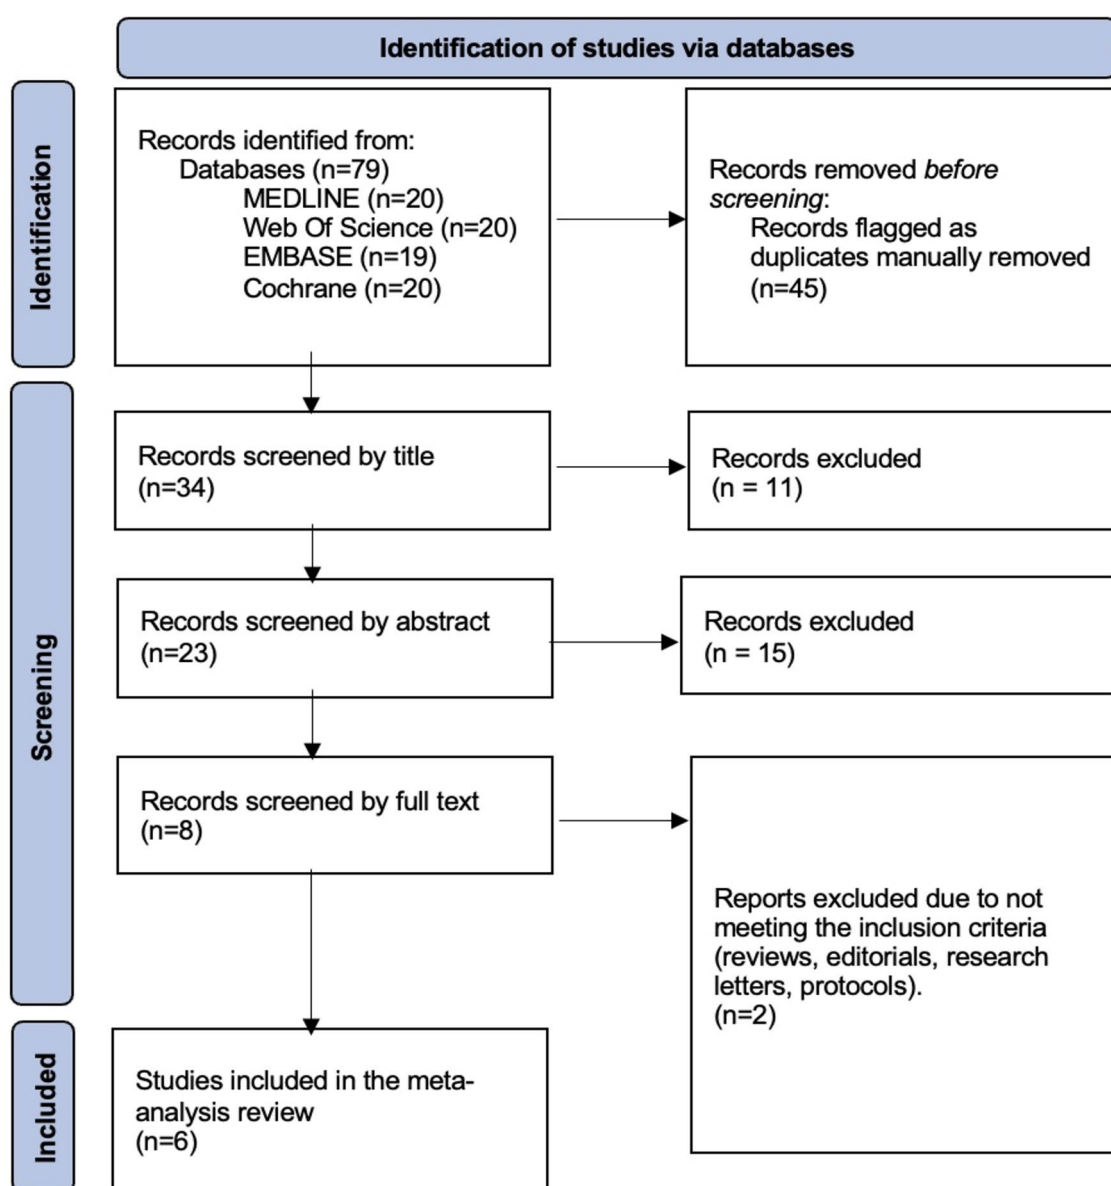 Identification of studies via databases
Identification
Records identified from:
Databases (n=79)
MEDLINE (n=20)
Web Of Science (n=20)
EMBASE (n=19)
Cochrane (n=20)
Records removed before
screening:
Records flagged as
duplicates manually removed
(n=45)
Screening
Records screened by title
(n=34)
Records excluded
(n = 11)
Records screened by abstract
(n=23)
Records excluded
(n = 15)
Records screened by full text
(n=8)
Reports excluded due to not
meeting the inclusion criteria
(reviews, editorials, research
letters, protocols).
(n=2)
Included
Studies included in the meta-
analysis review
(n=6)